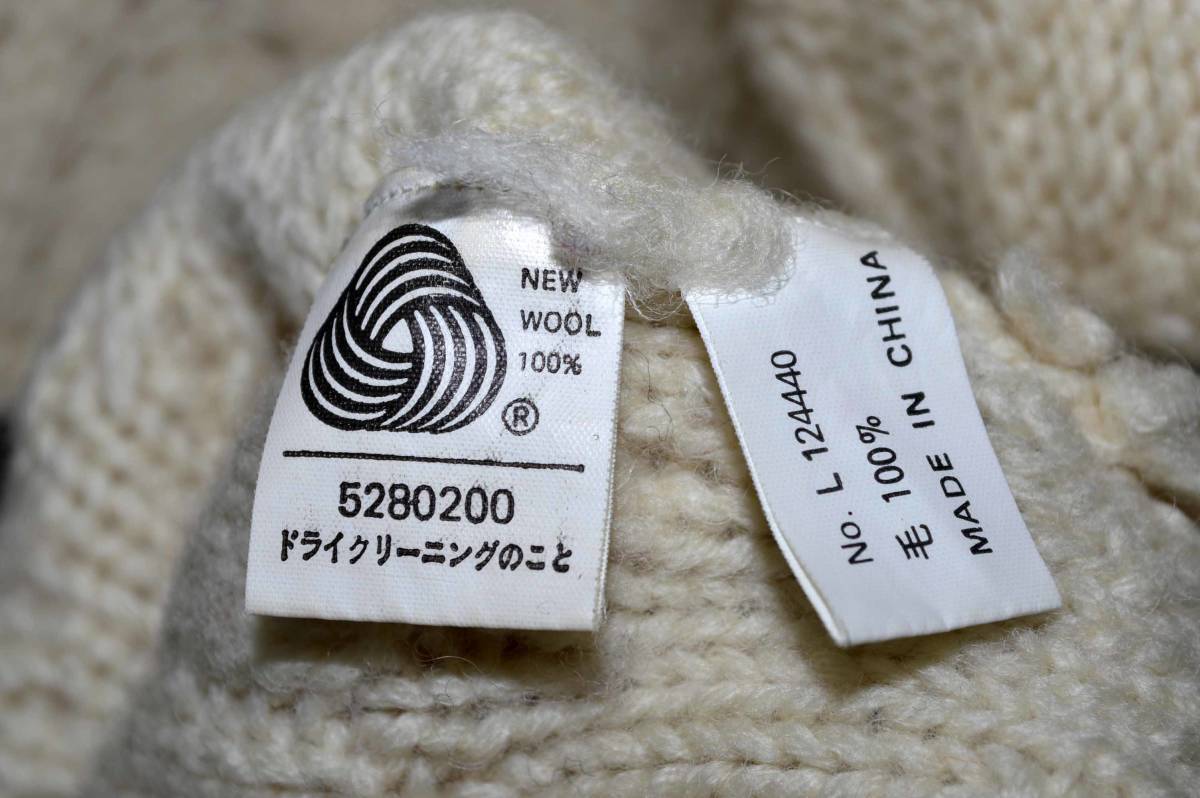 NEW
WOOL
100%
®
5280200
ドライクリーニングのこと
No. L 124440
毛 100%
MADE IN CHINA